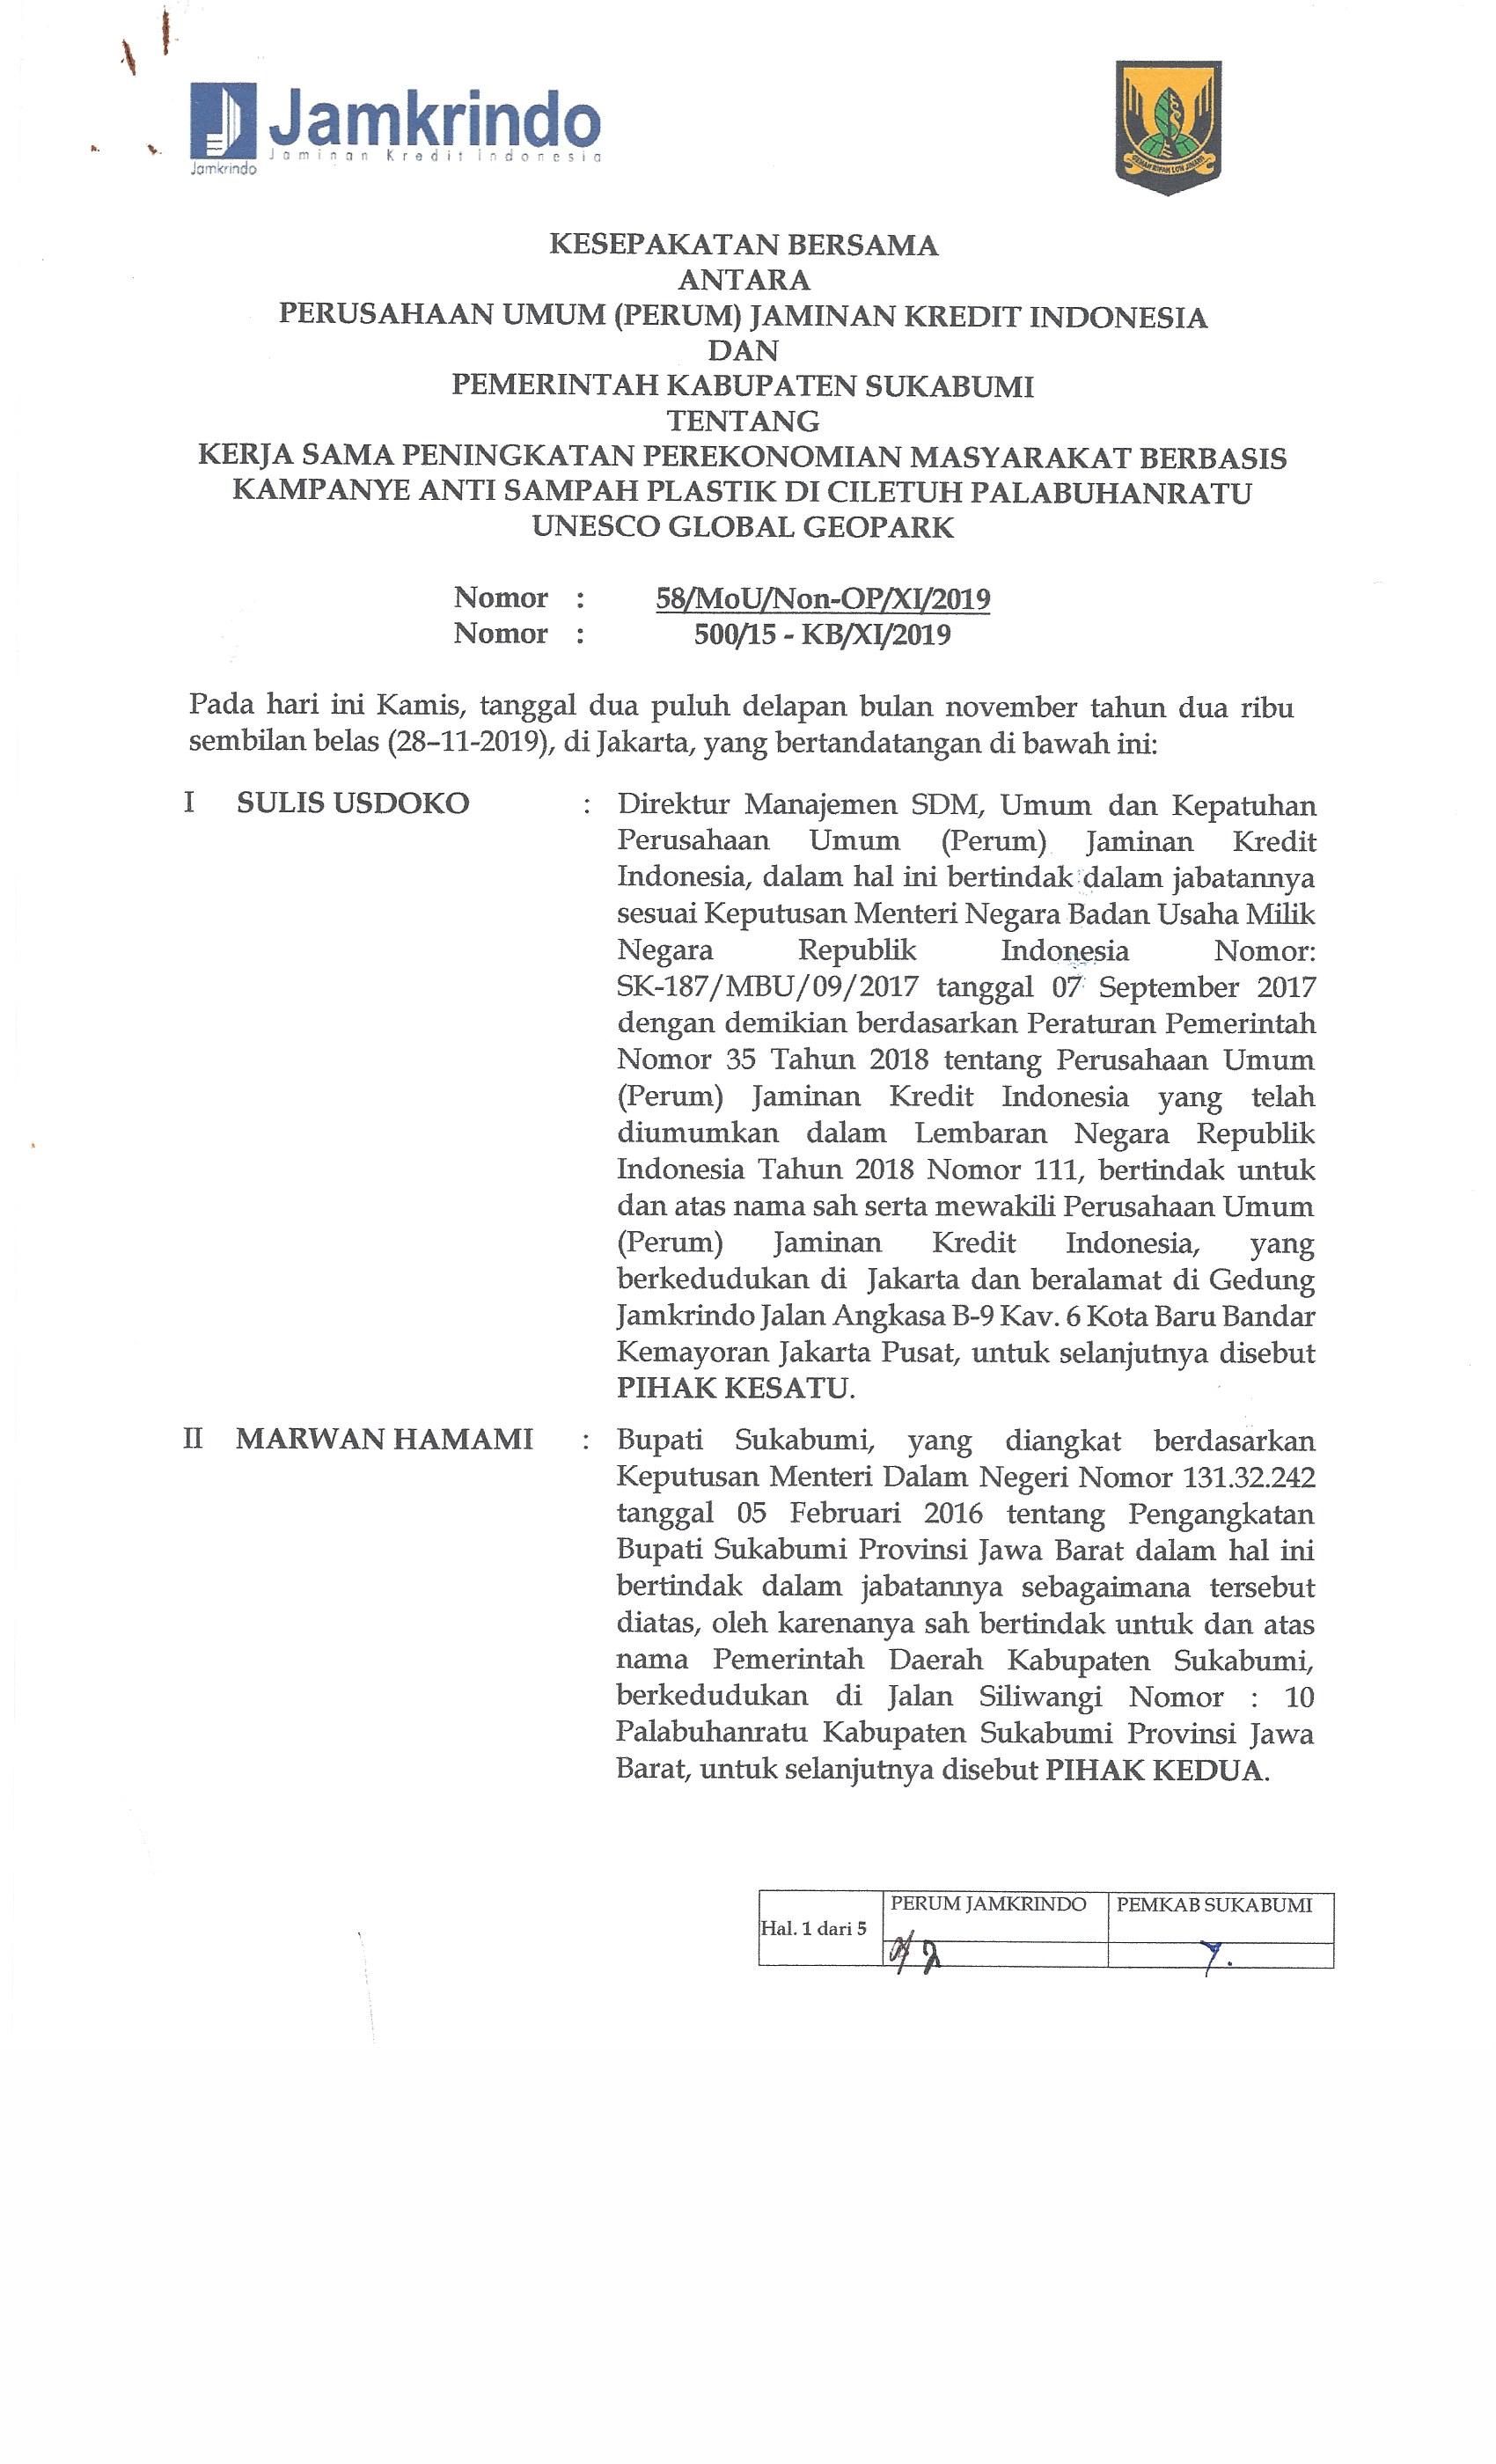 Jamkrindo
Jaminan Kredit Indonesia
Jamkrindo
KESEPAKATAN BERSAMA
ANTARA
PERUSAHAAN UMUM (PERUM) JAMINAN KREDIT INDONESIA
DAN
PEMERINTAH KABUPATEN SUKABUMI
TENTANG
KERJA SAMA PENINGKATAN PEREKONOMIAN MASYARAKAT BERBASIS
KAMPANYE ANTI SAMPAH PLASTIK DI CILETUH PALABUHANRATU
UNESCO GLOBAL GEOPARK
Nomor : 58/MoU/Non-OP/XI/2019
Nomor : 500/15 - KB/XI/2019
Pada hari ini Kamis, tanggal dua puluh delapan bulan november tahun dua ribu
sembilan belas (28–11-2019), di Jakarta, yang bertandatangan di bawah ini:
I SULIS USDOKO : Direktur Manajemen SDM, Umum dan Kepatuhan
Perusahaan Umum (Perum) Jaminan Kredit
Indonesia, dalam hal ini bertindak dalam jabatannya
sesuai Keputusan Menteri Negara Badan Usaha Milik
Negara Republik Indonesia Nomor:
SK-187/MBU/09/2017 tanggal 07 September 2017
dengan demikian berdasarkan Peraturan Pemerintah
Nomor 35 Tahun 2018 tentang Perusahaan Umum
(Perum) Jaminan Kredit Indonesia yang telah
diumumkan dalam Lembaran Negara Republik
Indonesia Tahun 2018 Nomor 111, bertindak untuk
dan atas nama sah serta mewakili Perusahaan Umum
(Perum) Jaminan Kredit Indonesia, yang
berkedudukan di Jakarta dan beralamat di Gedung
Jamkrindo Jalan Angkasa B-9 Kav. 6 Kota Baru Bandar
Kemayoran Jakarta Pusat, untuk selanjutnya disebut
PIHAK KESATU.
II MARWAN HAMAMI : Bupati Sukabumi, yang diangkat berdasarkan
Keputusan Menteri Dalam Negeri Nomor 131.32.242
tanggal 05 Februari 2016 tentang Pengangkatan
Bupati Sukabumi Provinsi Jawa Barat dalam hal ini
bertindak dalam jabatannya sebagaimana tersebut
diatas, oleh karenanya sah bertindak untuk dan atas
nama Pemerintah Daerah Kabupaten Sukabumi,
berkedudukan di Jalan Siliwangi Nomor : 10
Palabuhanratu Kabupaten Sukabumi Provinsi Jawa
Barat, untuk selanjutnya disebut PIHAK KEDUA.
Hal. 1 dari 5 PERUM JAMKRINDO PEMKAB SUKABUMI